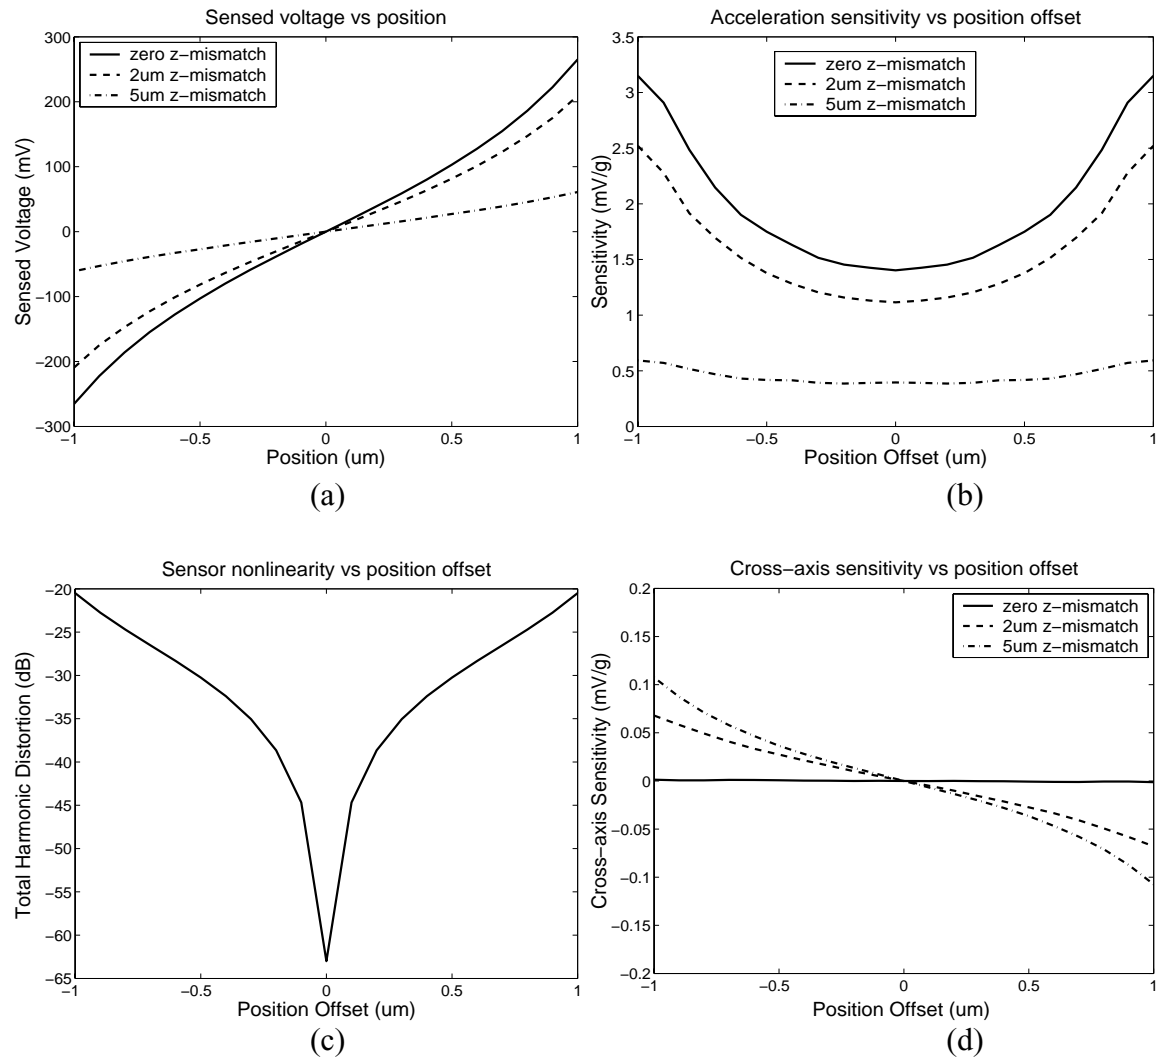 Sensed voltage vs position
300
200
100
0
−100
−200
−300
−1
−0.5
0
0.5
1
Sensed Voltage (mV)
Position (um)
zero z−mismatch
2um z−mismatch
5um z−mismatch
(a)
Acceleration sensitivity vs position offset
3.5
3
2.5
2
1.5
1
0.5
0
−1
−0.5
0
0.5
1
Sensitivity (mV/g)
Position Offset (um)
zero z−mismatch
2um z−mismatch
5um z−mismatch
(b)
Sensor nonlinearity vs position offset
−20
−25
−30
−35
−40
−45
−50
−55
−60
−65
−1
−0.5
0
0.5
1
Total Harmonic Distortion (dB)
Position Offset (um)
(c)
Cross−axis sensitivity vs position offset
0.2
0.15
0.1
0.05
0
−0.05
−0.1
−0.15
−0.2
−1
−0.5
0
0.5
1
Cross−axis Sensitivity (mV/g)
Position Offset (um)
zero z−mismatch
2um z−mismatch
5um z−mismatch
(d)